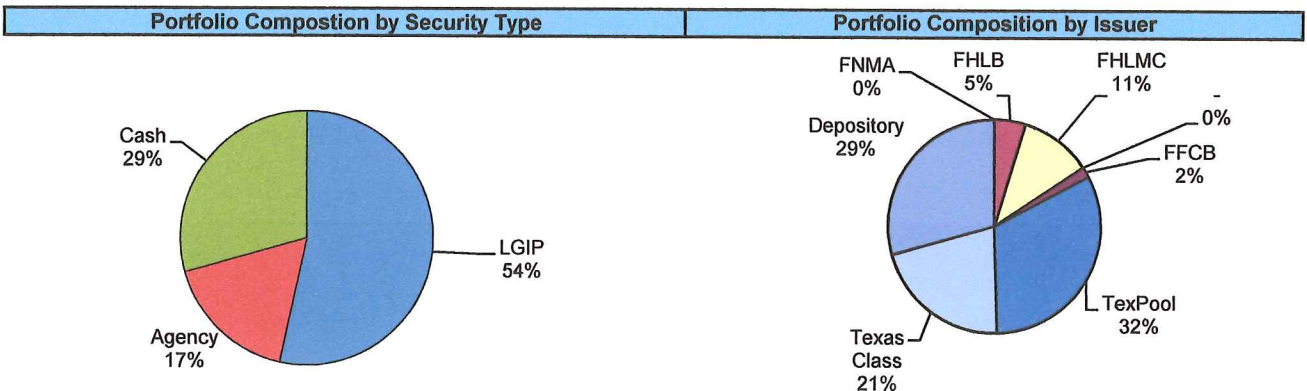 Portfolio Compostion by Security Type
Portfolio Composition by Issuer
Cash
29%
LGIP
54%
Agency
17%
FNMA
0%
FHLB
5%
FHLMC
11%
-
0%
FFCB
2%
Depository
29%
TexPool
32%
Texas
Class
21%